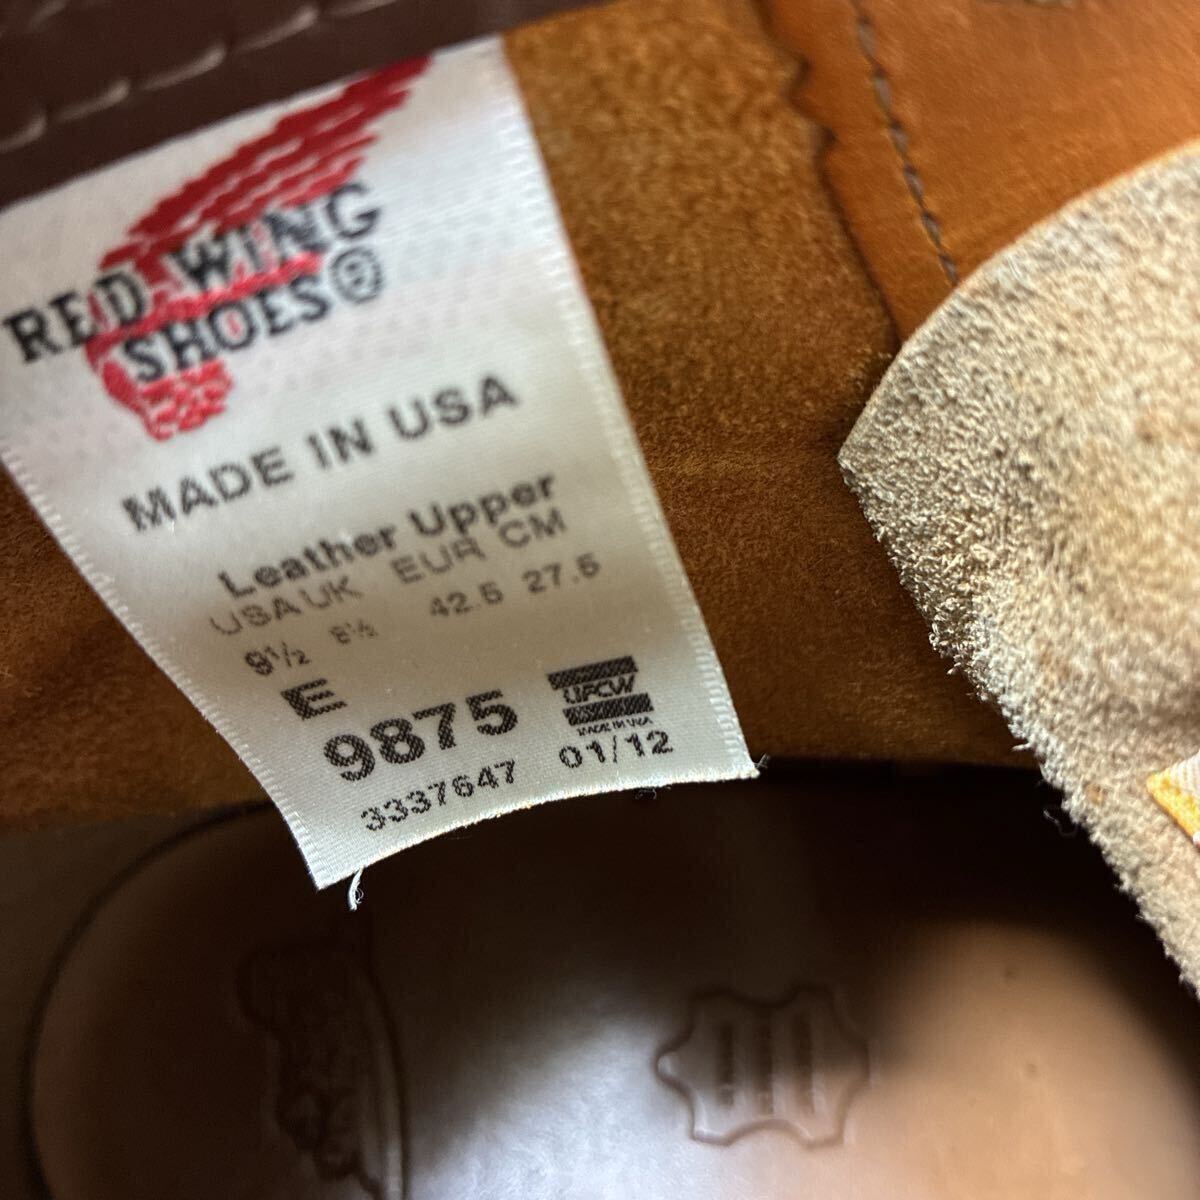 RED WING
SHOES®
MADE IN USA
Leather Upper
USA UK EUR CM
9½ 8½ 42.5 27.5
E
9875
UFCW
MADE IN USA
3337647 01/12